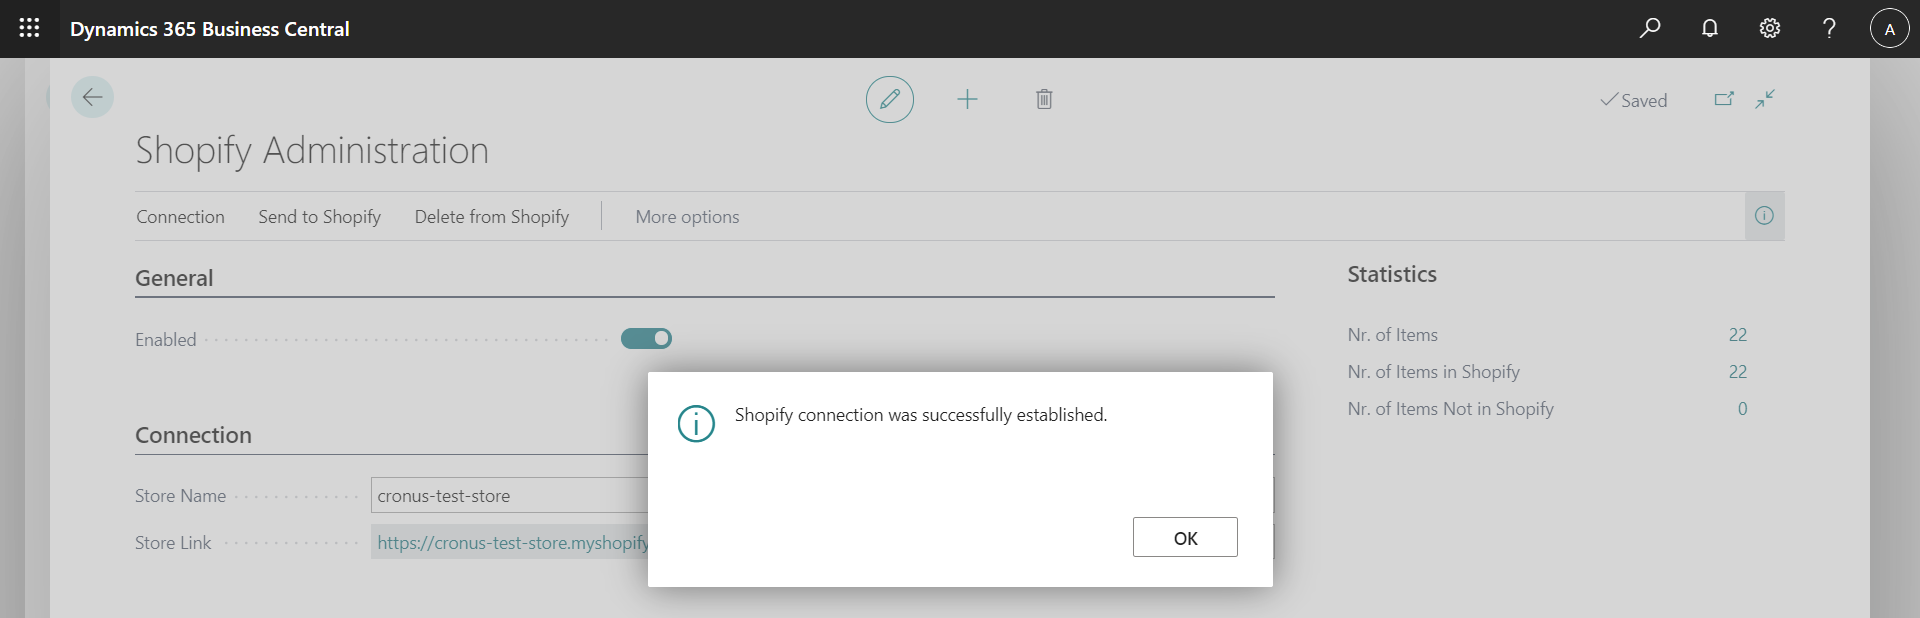 Dynamics 365 Business Central
A
Saved
Shopify Administration
Connection Send to Shopify Delete from Shopify More options
General
Enabled
Connection
Store Name cronus-test-store
Store Link https://cronus-test-store.myshopify
Statistics
Nr. of Items 22
Nr. of Items in Shopify 22
Nr. of Items Not in Shopify 0
Shopify connection was successfully established.
OK